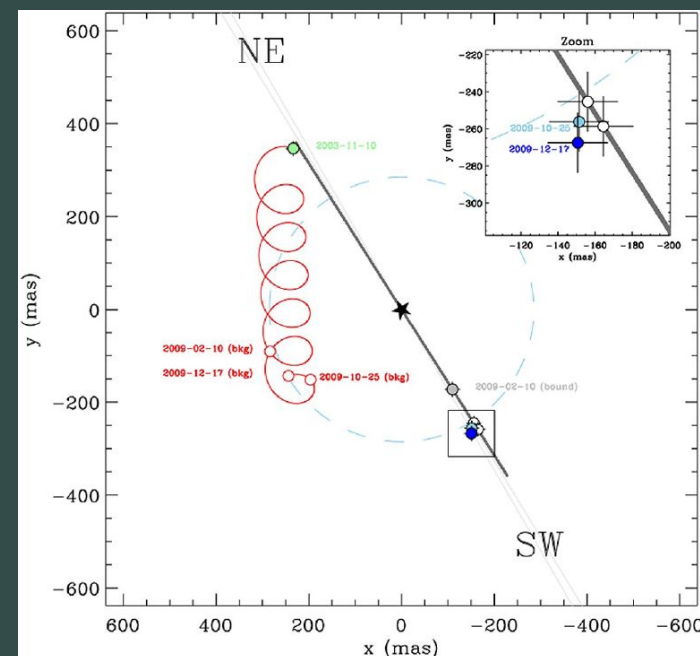 NE
SW
2003-11-10
2009-02-10 (bkg)
2009-12-17 (bkg)
2009-10-25 (bkg)
2009-02-10 (bound)
600
400
200
0
−200
−400
−600
y (mas)
600 400 200 0 −200 −400 −600
x (mas)
Zoom
-220
-240
-260
-280
-300
y (mas)
2009-10-25
2009-12-17
-120 -140 -160 -180 -200
x (mas)